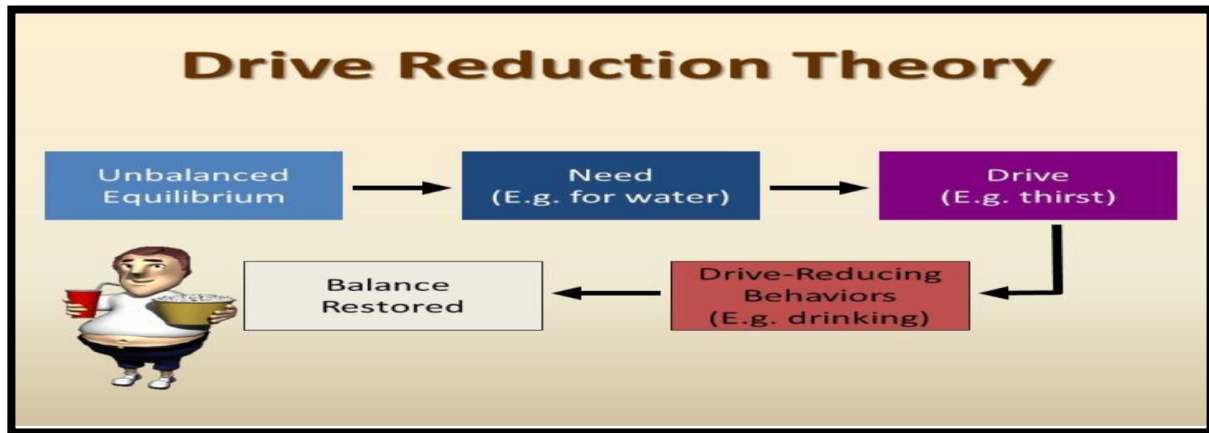 Drive Reduction Theory
Unbalanced
Equilibrium
Need
(E.g. for water)
Drive
(E.g. thirst)
Drive-Reducing
Behaviors
(E.g. drinking)
Balance
Restored